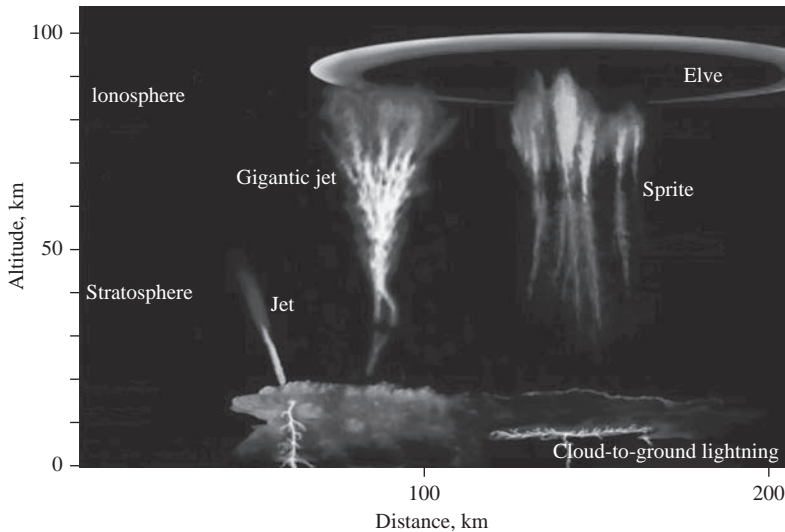 100
Elve
Ionosphere
Gigantic jet
Sprite
Altitude, km
50
Stratosphere
Jet
Cloud-to-ground lightning
0
100
200
Distance, km